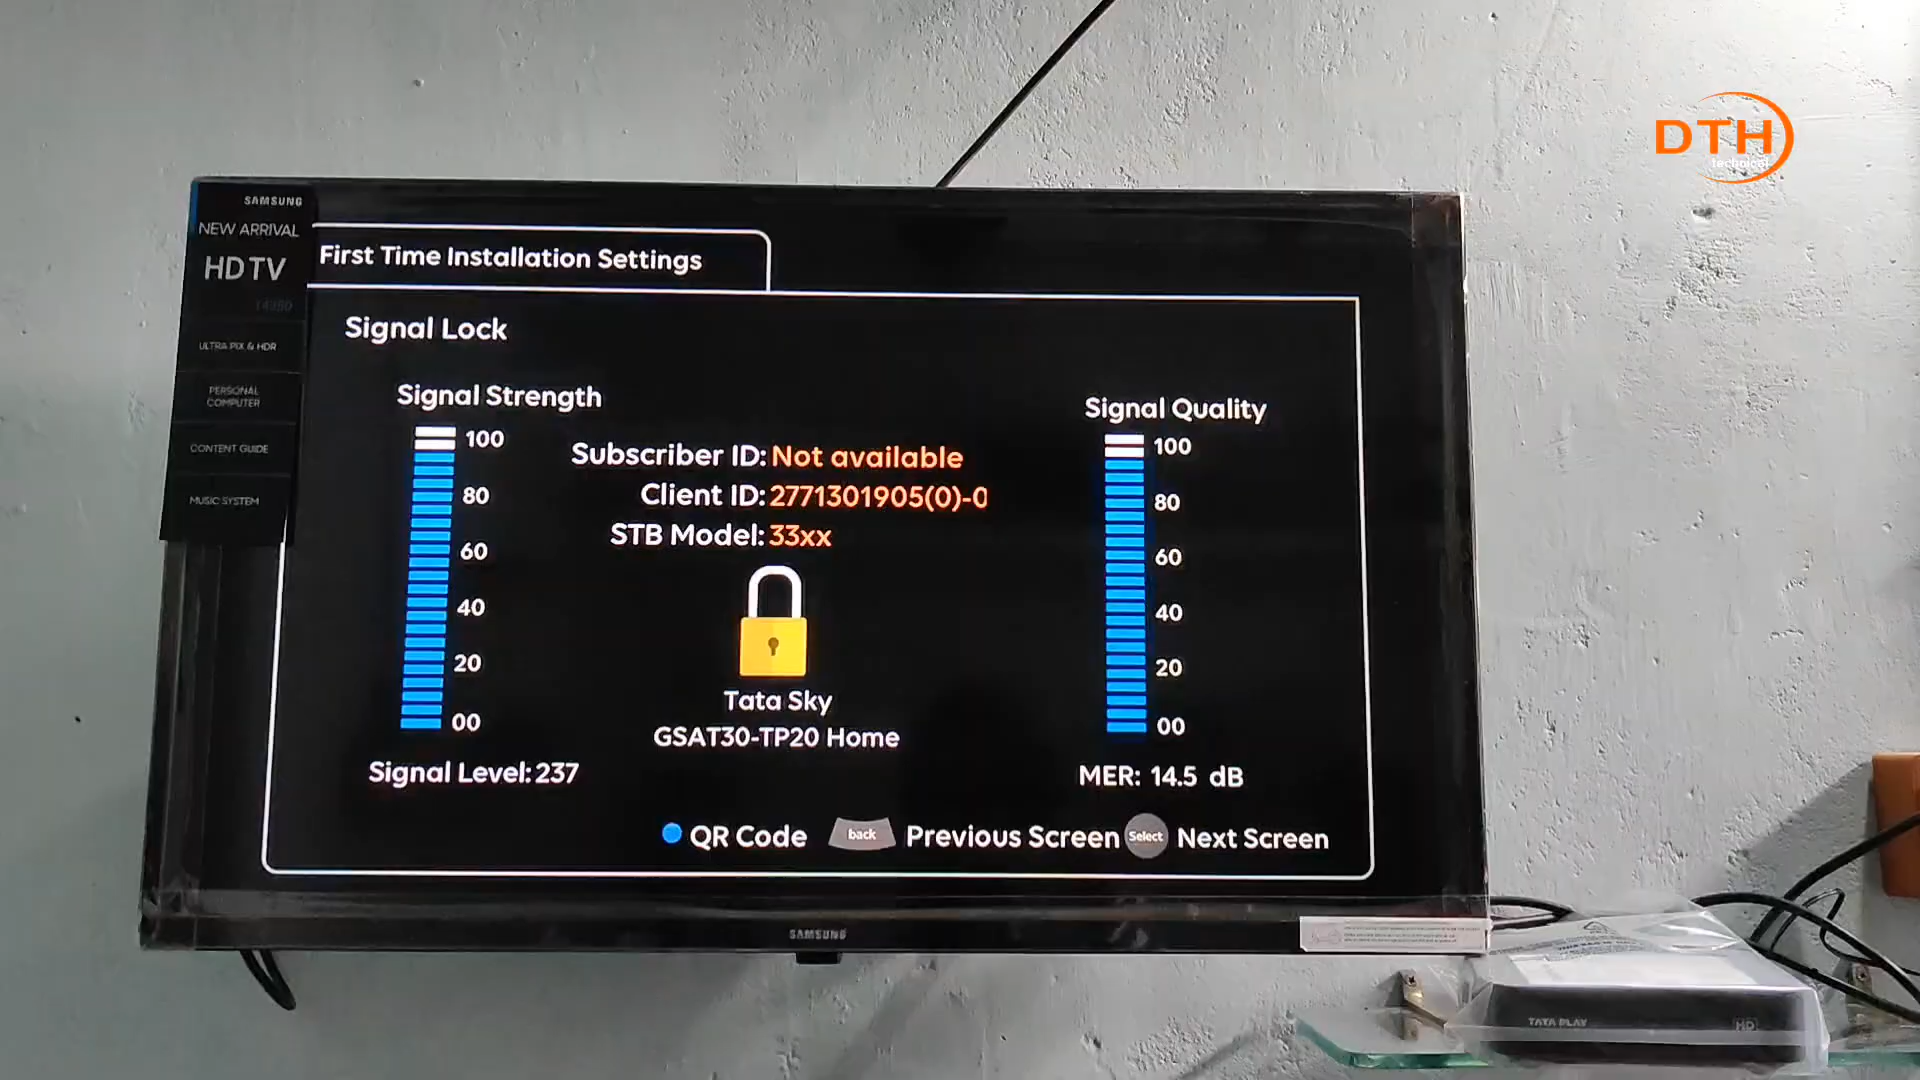 DTH
technical
SAMSUNG
NEW ARRIVAL
HD TV
ULTRA PIX & HDR
PERSONAL
COMPUTER
CONTENT GUIDE
MUSIC SYSTEM
First Time Installation Settings
Signal Lock
Signal Strength
100
80
60
40
20
00
Signal Level: 237
Subscriber ID: Not available
Client ID: 2771301905(0)-0
STB Model: 33xx
Tata Sky
GSAT30-TP20 Home
Signal Quality
100
80
60
40
20
00
MER: 14.5 dB
QR Code back Previous Screen Select Next Screen
SAMSUNG
TATA PLAY
HD